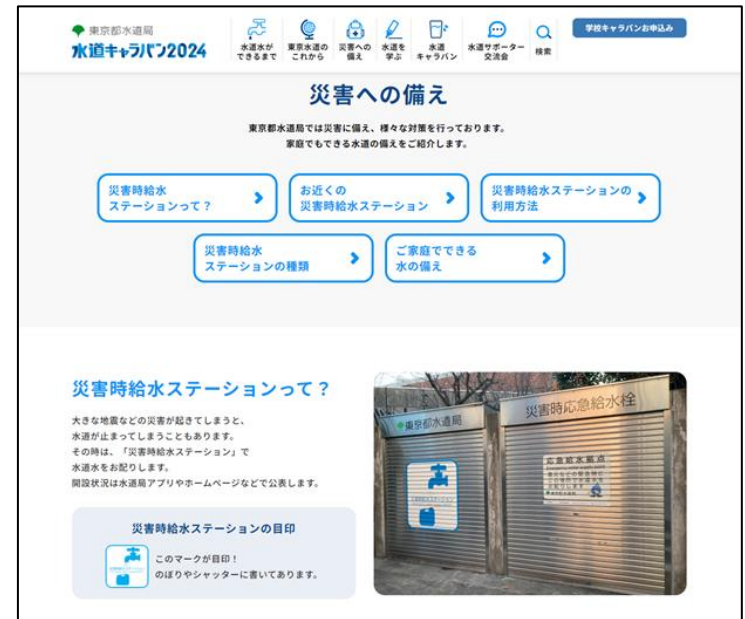 東京都水道局
水道キャラバン2024
水道水が
できるまで
東京水道の
これから
災害への
備え
水道を
学ぶ
水道
キャラバン
水道サポーター
交流会
検索
学校キャラバンお申込み
災害への備え
東京都水道局では災害に備え、様々な対策を行っております。
家庭でもできる水道の備えをご紹介します。
災害時給水
ステーションって？
お近くの
災害時給水ステーション
災害時給水ステーションの
利用方法
災害時給水
ステーションの種類
ご家庭でできる
水の備え
災害時給水ステーションって？
大きな地震などの災害が起きてしまうと、
水道が止まってしまうこともあります。
その時は、「災害時給水ステーション」で
水道水をお配りします。
開設状況は水道局アプリやホームページなどで公表します。
災害時給水ステーションの目印
このマークが目印！
のぼりやシャッターに書いてあります。
東京都水道局
災害時給水ステーション
災害時応急給水栓
応急給水拠点